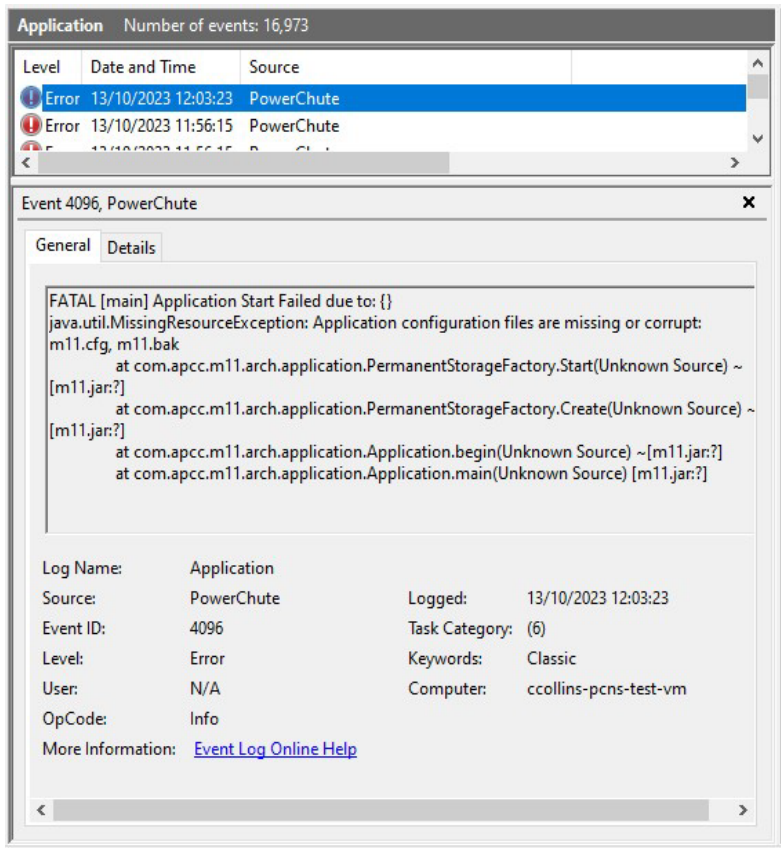 Application Number of events: 16,973
Level Date and Time Source
Error 13/10/2023 12:03:23 PowerChute
Error 13/10/2023 11:56:15 PowerChute
13/10/2023 11:56:15
Event 4096, PowerChute
General Details
FATAL [main] Application Start Failed due to: {}
java.util.MissingResourceException: Application configuration files are missing or corrupt:
m11.cfg, m11.bak
at com.apcc.m11.arch.application.PermanentStorageFactory.Start(Unknown Source) ~
[m11.jar:?]
at com.apcc.m11.arch.application.PermanentStorageFactory.Create(Unknown Source) ~
[m11.jar:?]
at com.apcc.m11.arch.application.Application.begin(Unknown Source) ~[m11.jar:?]
at com.apcc.m11.arch.application.Application.main(Unknown Source) [m11.jar:?]
Log Name: Application
Source: PowerChute Logged: 13/10/2023 12:03:23
Event ID: 4096 Task Category: (6)
Level: Error Keywords: Classic
User: N/A Computer: ccollins-pcns-test-vm
OpCode: Info
More Information: Event Log Online Help